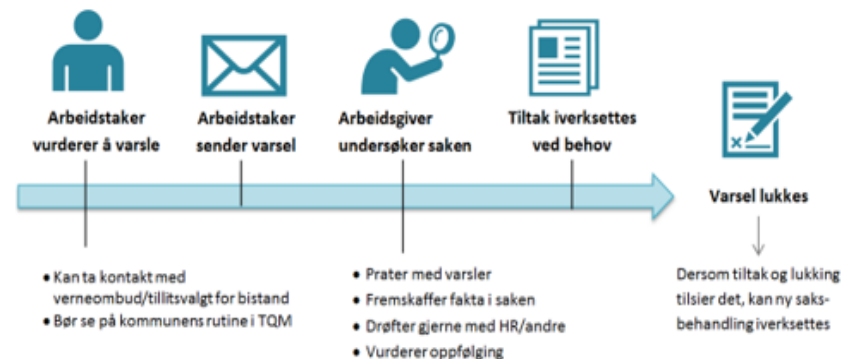 Arbeidstaker
vurderer å varsle
Arbeidstaker
sender varsel
Arbeidsgiver
undersøker saken
Tiltak iverksettes
ved behov
Varsel lukkes
• Kan ta kontakt med
verneombud/tillitsvalgt for bistand
• Bør se på kommunens rutine i TQM
• Prater med varsler
• Fremskaffer fakta i saken
• Drøfter gjerne med HR/andre
• Vurderer oppfølging
Dersom tiltak og lukking
tilsier det, kan ny saks-
behandling iverksettes